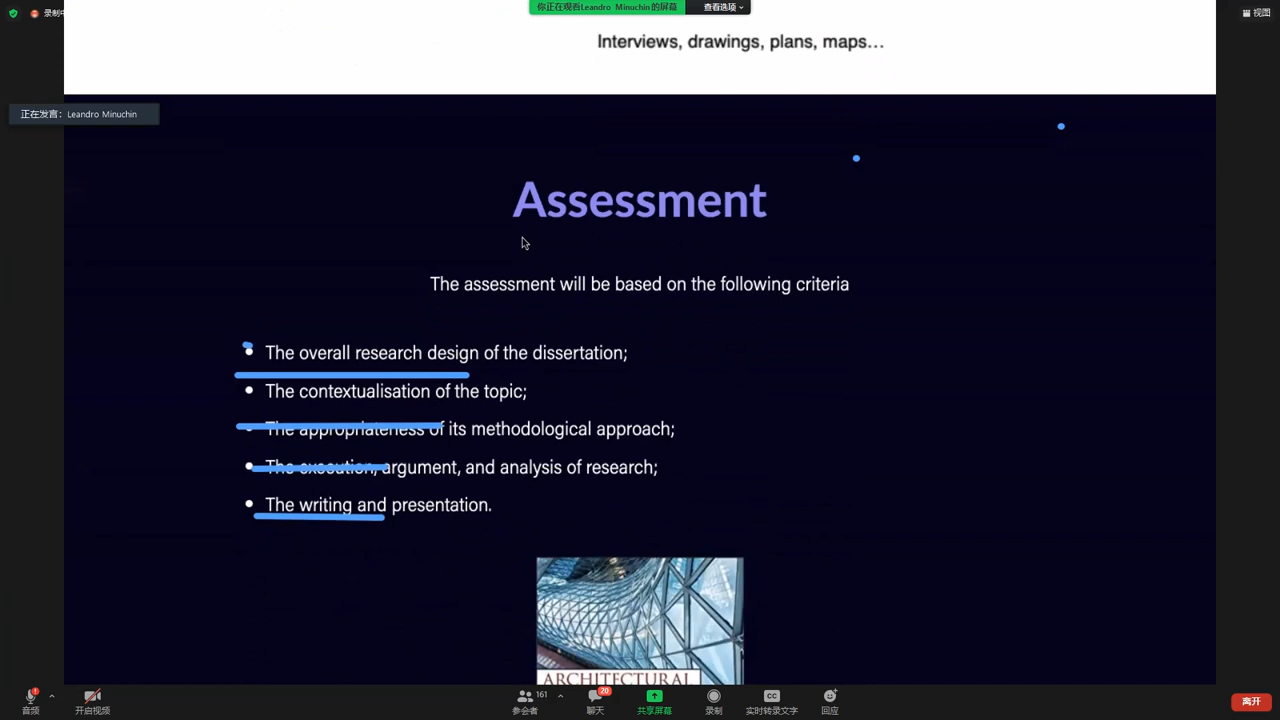 录制中
你正在观看Leandro Minuchin的屏幕
查看选项
视图
Interviews, drawings, plans, maps…
正在发言: Leandro Minuchin
Assessment
The assessment will be based on the following criteria
The overall research design of the dissertation;
The contextualisation of the topic;
The appropriateness of its methodological approach;
The execution, argument, and analysis of research;
The writing and presentation.
ARCHITECTURAL
音频
开启视频
161
参会者
20
聊天
共享屏幕
录制
CC
实时转录文字
回应
离开